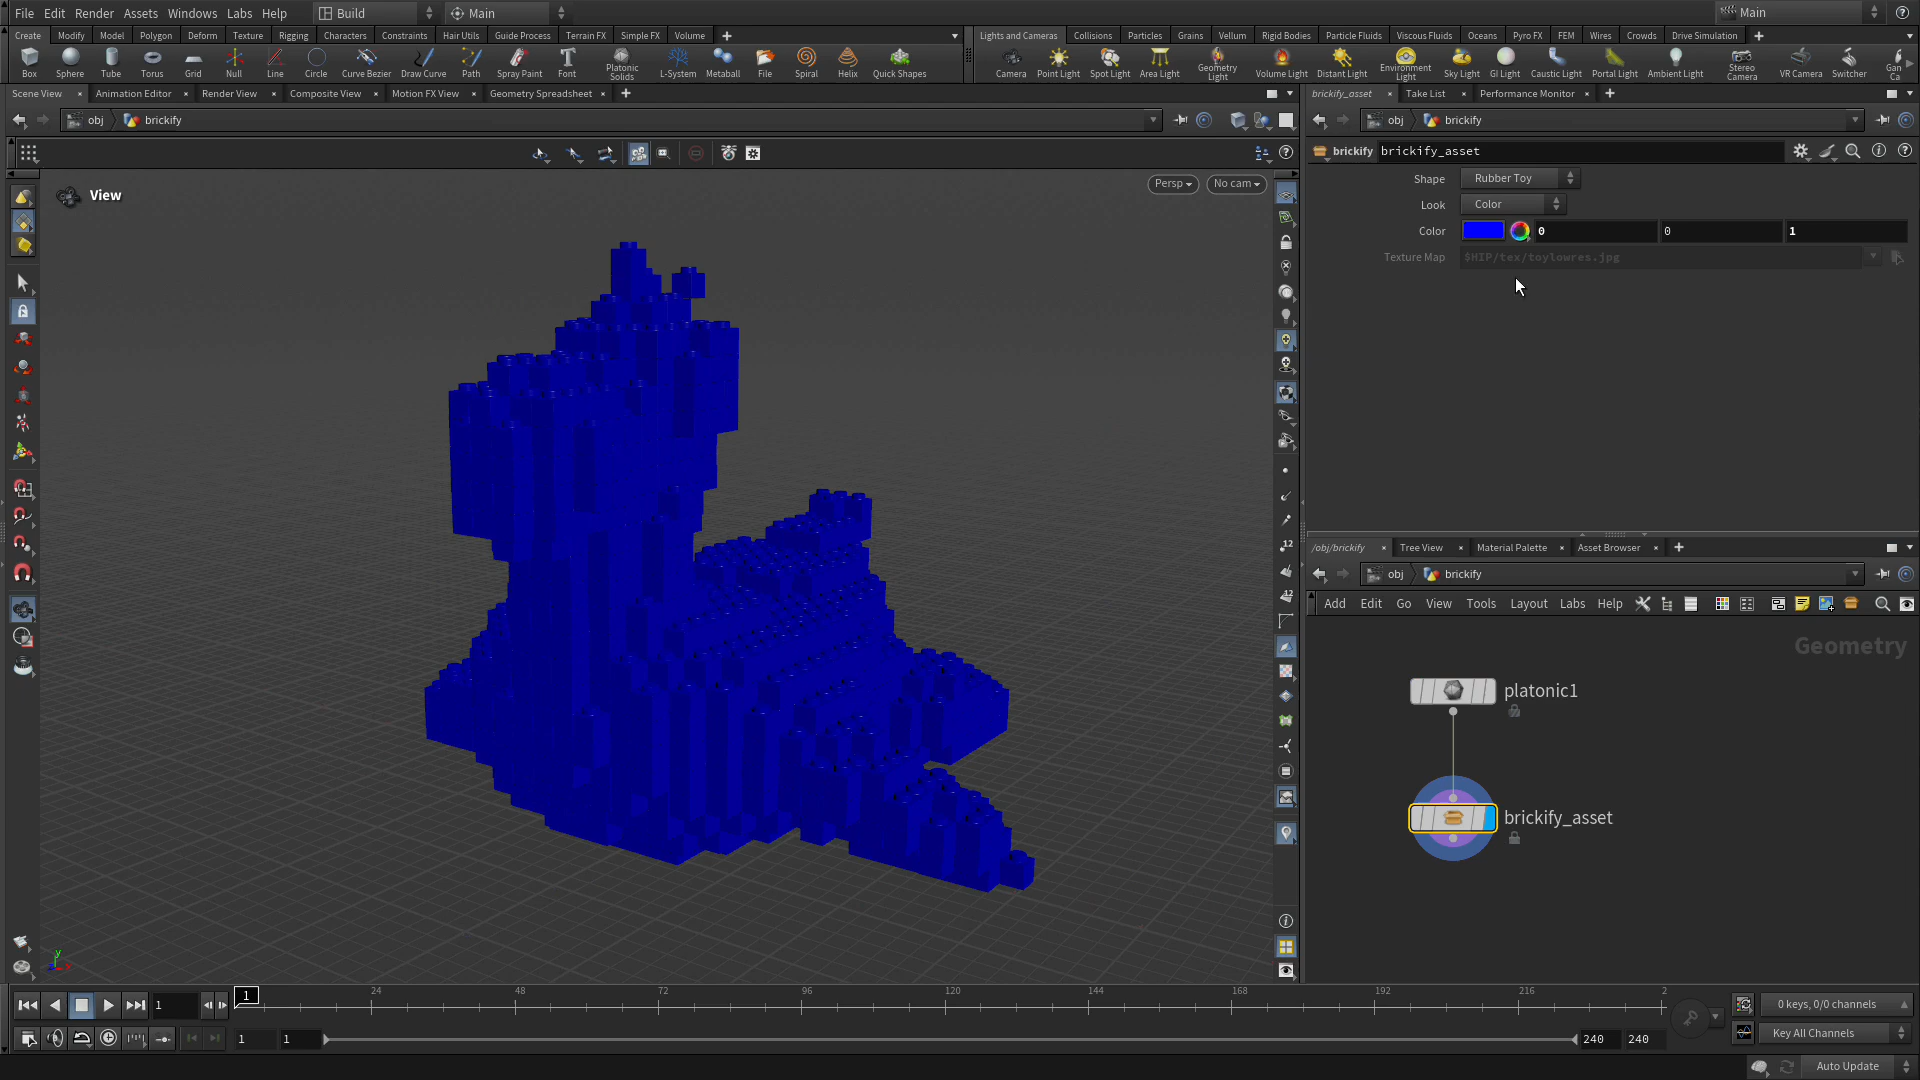 File Edit Render Assets Windows Labs Help Build Main Main
Create Modify Model Polygon Deform Texture Rigging Characters Constraints Hair Utils Guide Process Terrain FX Simple FX Volume
Lights and Cameras Collisions Particles Grains Vellum Rigid Bodies Particle Fluids Viscous Fluids Oceans Pyro FX FEM Wires Crowds Drive Simulation
Box Sphere Tube Torus Grid Null Line Circle Curve Bezier Draw Curve Path Spray Paint Font Platonic Solids L-System Metaball File Spiral Helix Quick Shapes
Camera Point Light Spot Light Area Light Geometry Light Volume Light Distant Light Environment Light Sky Light GI Light Caustic Light Portal Light Ambient Light Stereo Camera VR Camera Switcher Gan Ca
Scene View Animation Editor Render View Composite View Motion FX View Geometry Spreadsheet
brickify_asset Take List Performance Monitor
obj brickify
obj brickify
brickify brickify_asset
View
Persp No cam
Shape Rubber Toy
Look Color
Color 0 0 1
Texture Map $HIP/tex/toylowres.jpg
12
12
/obj/brickify Tree View Material Palette Asset Browser
obj brickify
Add Edit Go View Tools Layout Labs Help
Geometry
platonic1
brickify_asset
y
x
1
1 24 48 72 96 120 144 168 192 216 2
0 keys, 0/0 channels
1 1 240 240
Key All Channels
Auto Update